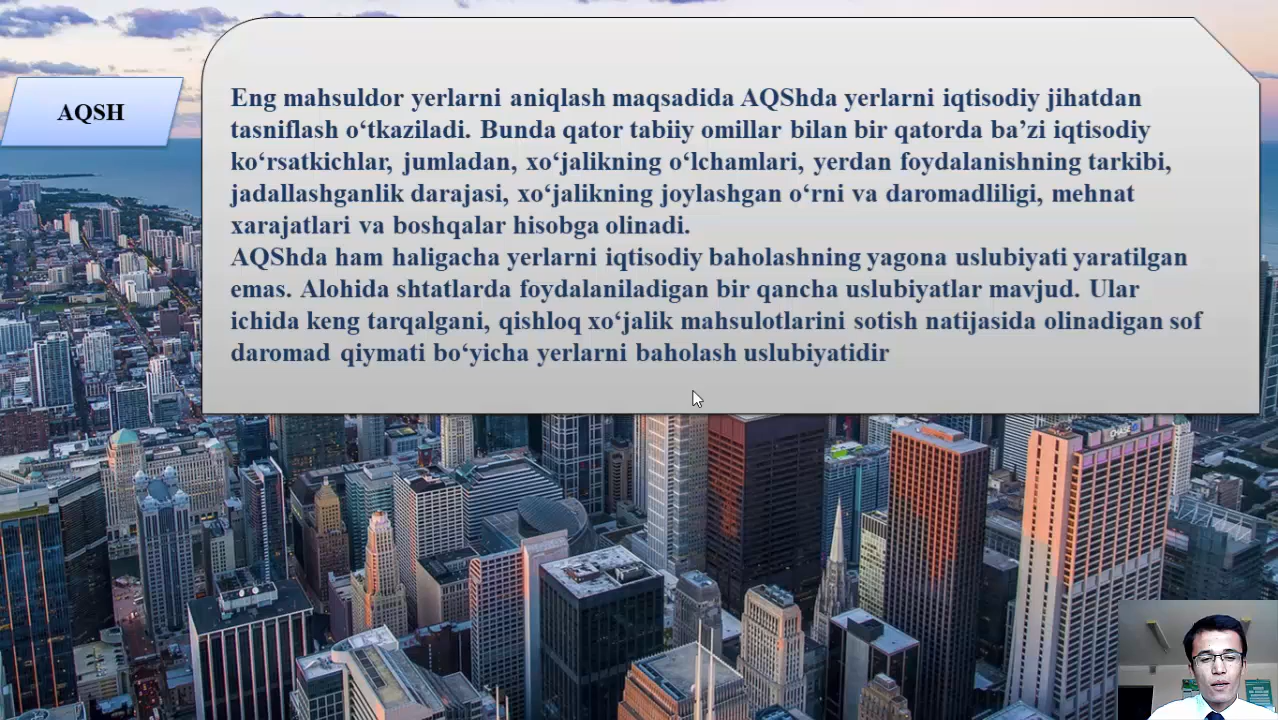 AQSH
Eng mahsuldor yerlarni aniqlash maqsadida AQShda yerlarni iqtisodiy jihatdan
tasniflash o‘tkaziladi. Bunda qator tabiiy omillar bilan bir qatorda ba’zi iqtisodiy
ko‘rsatkichlar, jumladan, xo‘jalikning o‘lchamlari, yerdan foydalanishning tarkibi,
jadallashganlik darajasi, xo‘jalikning joylashgan o‘rni va daromadliligi, mehnat
xarajatlari va boshqalar hisobga olinadi.
AQShda ham haligacha yerlarni iqtisodiy baholashning yagona uslubiyati yaratilgan
emas. Alohida shtatlarda foydalaniladigan bir qancha uslubiyatlar mavjud. Ular
ichida keng tarqalgani, qishloq xo‘jalik mahsulotlarini sotish natijasida olinadigan sof
daromad qiymati bo‘yicha yerlarni baholash uslubiyatidir
CHASE